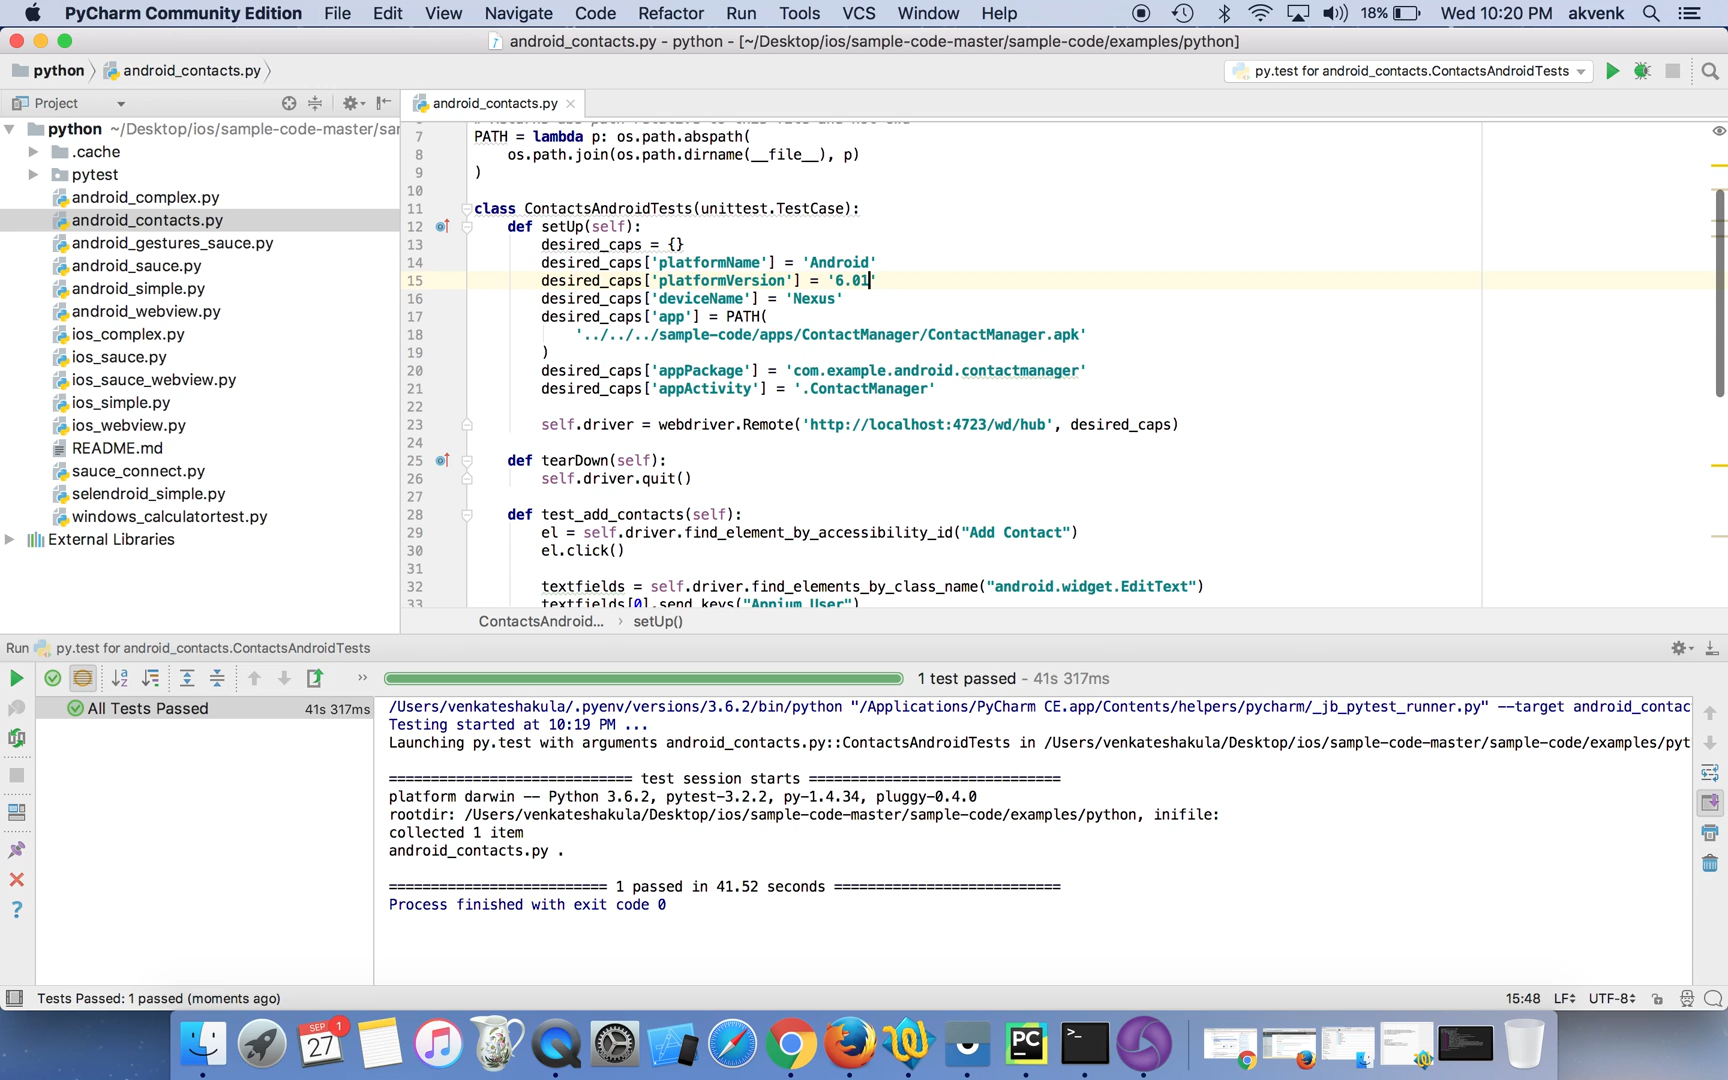 PyCharm Community Edition File Edit View Navigate Code Refactor Run Tools VCS Window Help 18% Wed 10:20 PM akvenk
android_contacts.py - python - [~/Desktop/ios/sample-code-master/sample-code/examples/python]
python android_contacts.py py.test for android_contacts.ContactsAndroidTests
Project
android_contacts.py
python ~/Desktop/ios/sample-code-master/sar
.cache
pytest
android_complex.py
android_contacts.py
android_gestures_sauce.py
android_sauce.py
android_simple.py
android_webview.py
ios_complex.py
ios_sauce.py
ios_sauce_webview.py
ios_simple.py
ios_webview.py
README.md
sauce_connect.py
selendroid_simple.py
windows_calculatortest.py
External Libraries
7 PATH = lambda p: os.path.abspath(
8 os.path.join(os.path.dirname(__file__), p)
9 )
10
11 class ContactsAndroidTests(unittest.TestCase):
12 def setUp(self):
13 desired_caps = {}
14 desired_caps['platformName'] = 'Android'
15 desired_caps['platformVersion'] = '6.01'
16 desired_caps['deviceName'] = 'Nexus'
17 desired_caps['app'] = PATH(
18 '../../../sample-code/apps/ContactManager/ContactManager.apk'
19 )
20 desired_caps['appPackage'] = 'com.example.android.contactmanager'
21 desired_caps['appActivity'] = '.ContactManager'
22
23 self.driver = webdriver.Remote('http://localhost:4723/wd/hub', desired_caps)
24
25 def tearDown(self):
26 self.driver.quit()
27
28 def test_add_contacts(self):
29 el = self.driver.find_element_by_accessibility_id("Add Contact")
30 el.click()
31
32 textfields = self.driver.find_elements_by_class_name("android.widget.EditText")
33 textfields[0].send_keys("Appium User")
ContactsAndroid... › setUp()
Run py.test for android_contacts.ContactsAndroidTests
1 test passed - 41s 317ms
All Tests Passed 41s 317ms
/Users/venkateshakula/.pyenv/versions/3.6.2/bin/python "/Applications/PyCharm CE.app/Contents/helpers/pycharm/_jb_pytest_runner.py" --target android_contac
Testing started at 10:19 PM ...
Launching py.test with arguments android_contacts.py::ContactsAndroidTests in /Users/venkateshakula/Desktop/ios/sample-code-master/sample-code/examples/pyt
============================= test session starts ==============================
platform darwin -- Python 3.6.2, pytest-3.2.2, py-1.4.34, pluggy-0.4.0
rootdir: /Users/venkateshakula/Desktop/ios/sample-code-master/sample-code/examples/python, inifile:
collected 1 item
android_contacts.py .
========================== 1 passed in 41.52 seconds ===========================
Process finished with exit code 0
Tests Passed: 1 passed (moments ago) 15:48 LF UTF-8
SEP 1
27
PC